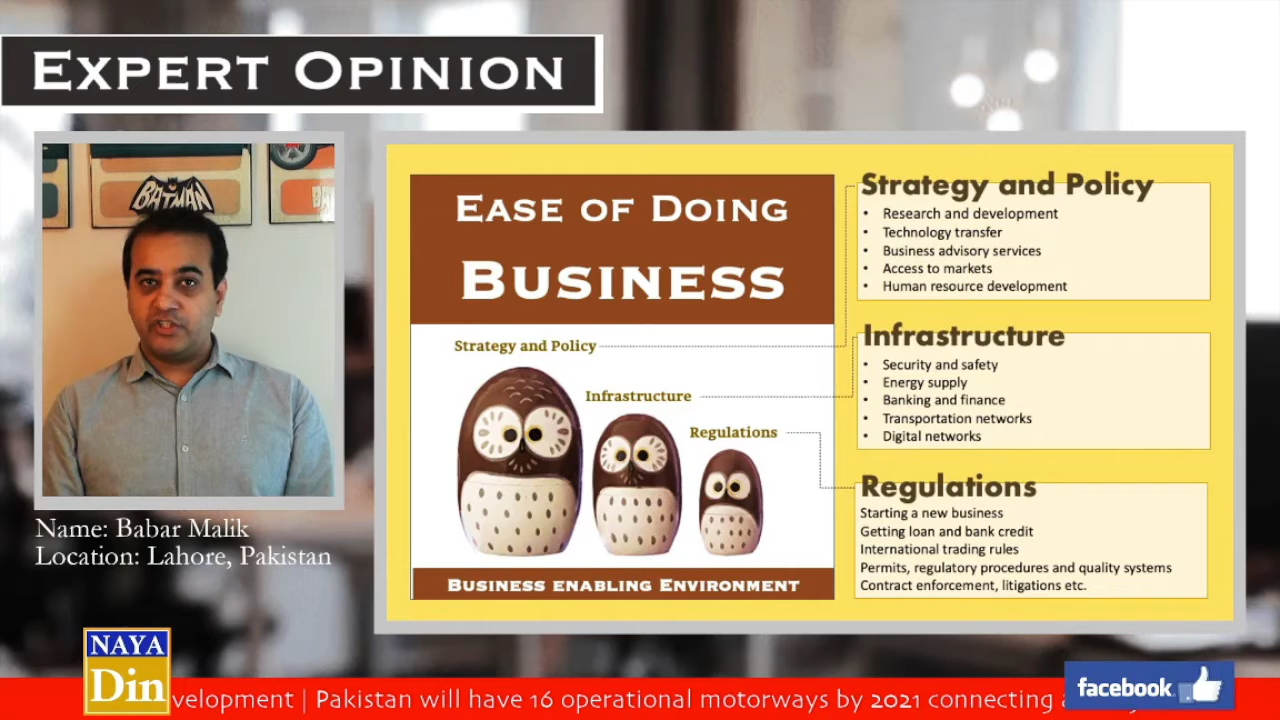 EXPERT OPINION
BATMAN
Name: Babar Malik
Location: Lahore, Pakistan
EASE OF DOING
BUSINESS
Strategy and Policy
Infrastructure
Regulations
BUSINESS ENABLING ENVIRONMENT
Strategy and Policy
• Research and development
• Technology transfer
• Business advisory services
• Access to markets
• Human resource development
Infrastructure
• Security and safety
• Energy supply
• Banking and finance
• Transportation networks
• Digital networks
Regulations
Starting a new business
Getting loan and bank credit
International trading rules
Permits, regulatory procedures and quality systems
Contract enforcement, litigations etc.
NAYA
Din
velopment | Pakistan will have 16 operational motorways by 2021 connecting
facebook